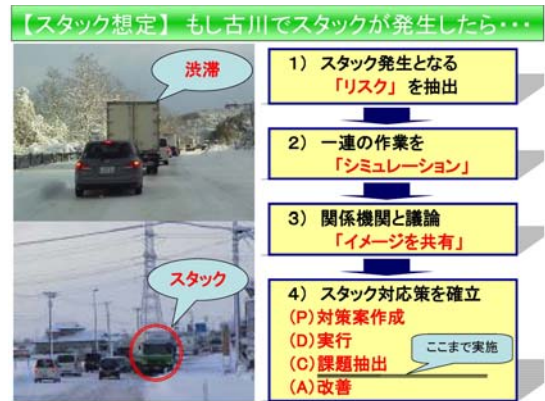 【スタック想定】もし古川でスタックが発生したら・・・
渋滞
スタック
1） スタック発生となる
「リスク」を抽出
2） 一連の作業を
「シミュレーション」
3） 関係機関と議論
「イメージを共有」
4） スタック対応策を確立
（P）対策案作成
（D）実行
（C）課題抽出
ここまで実施
（A）改善